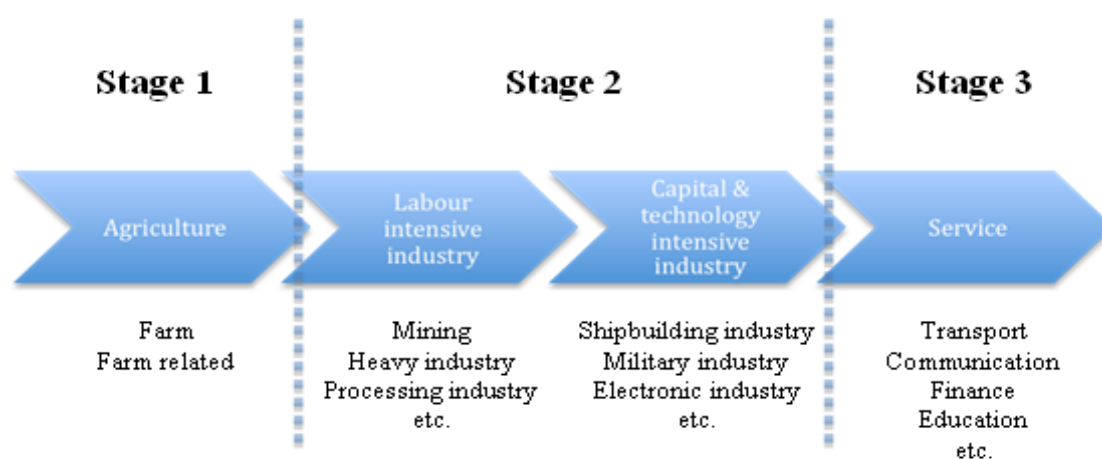 Stage 1
Stage 2
Stage 3
Agriculture
Labour
intensive
industry
Capital &
technology
intensive
industry
Service
Farm
Farm related
Mining
Heavy industry
Processing industry
etc.
Shipbuilding industry
Military industry
Electronic industry
etc.
Transport
Communication
Finance
Education
etc.